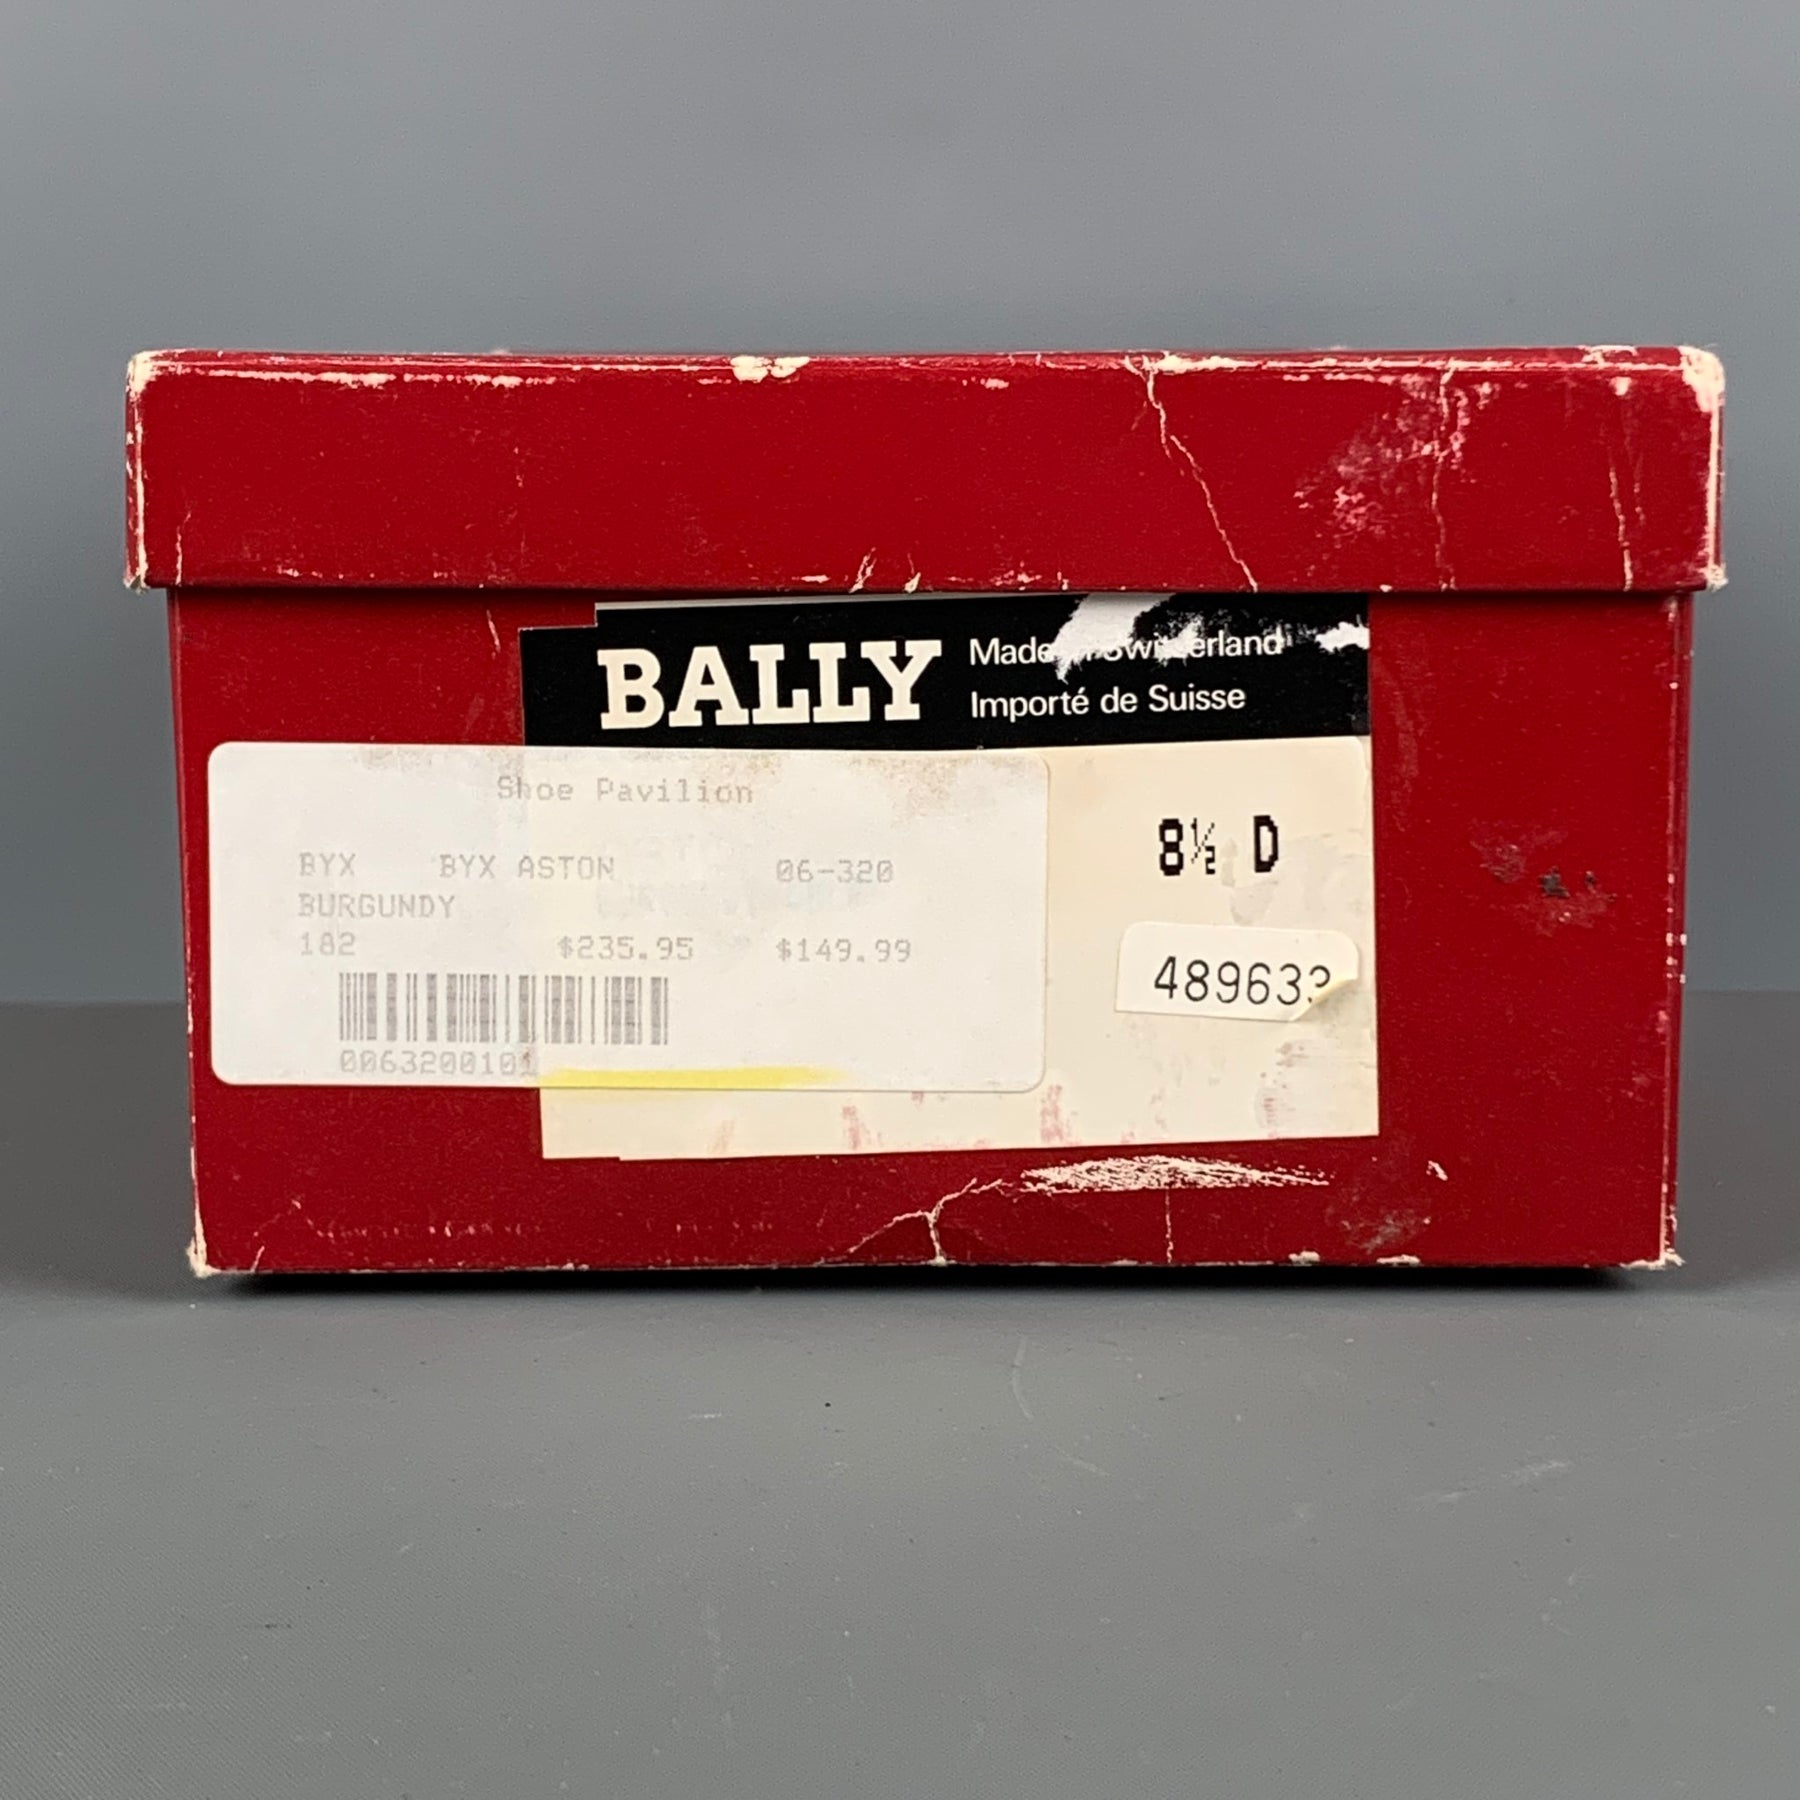 BALLY
Made Switzerland
Importé de Suisse
Shoe Pavilion
BYX BYX ASTON 06-320
BURGUNDY
182 $235.95 $149.99
0063200101
8½ D
489633